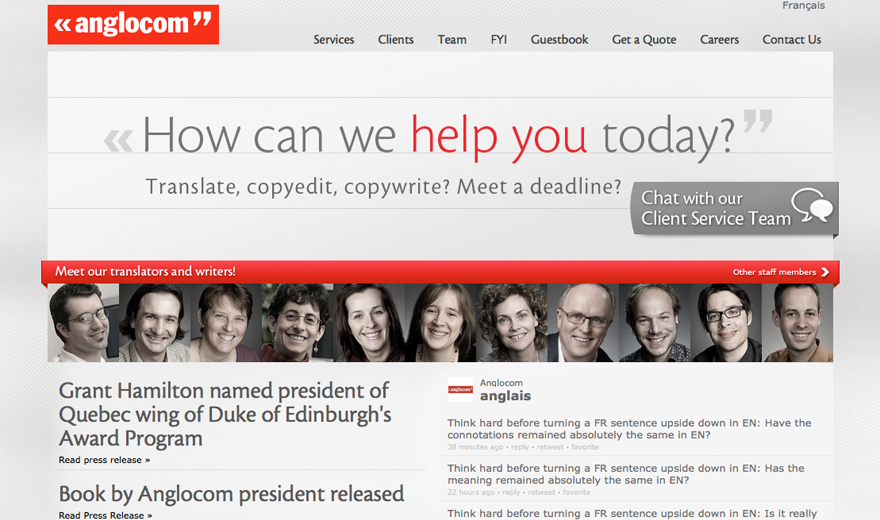 Français
« anglocom ”
Services Clients Team FYI Guestbook Get a Quote Careers Contact Us
« How can we help you today? ”
Translate, copyedit, copywrite? Meet a deadline?
Chat with our
Client Service Team
Meet our translators and writers!
Other staff members
Grant Hamilton named president of
Quebec wing of Duke of Edinburgh's
Award Program
Read press release »
Book by Anglocom president released
Read Press Release »
« anglocom ”
Anglocom
anglais
Think hard before turning a FR sentence upside down in EN: Have the
connotations remained absolutely the same in EN?
38 minutes ago • reply • retweet • favorite
Think hard before turning a FR sentence upside down in EN: Has the
meaning remained absolutely the same in EN?
22 hours ago • reply • retweet • favorite
Think hard before turning a FR sentence upside down in EN: Is it really